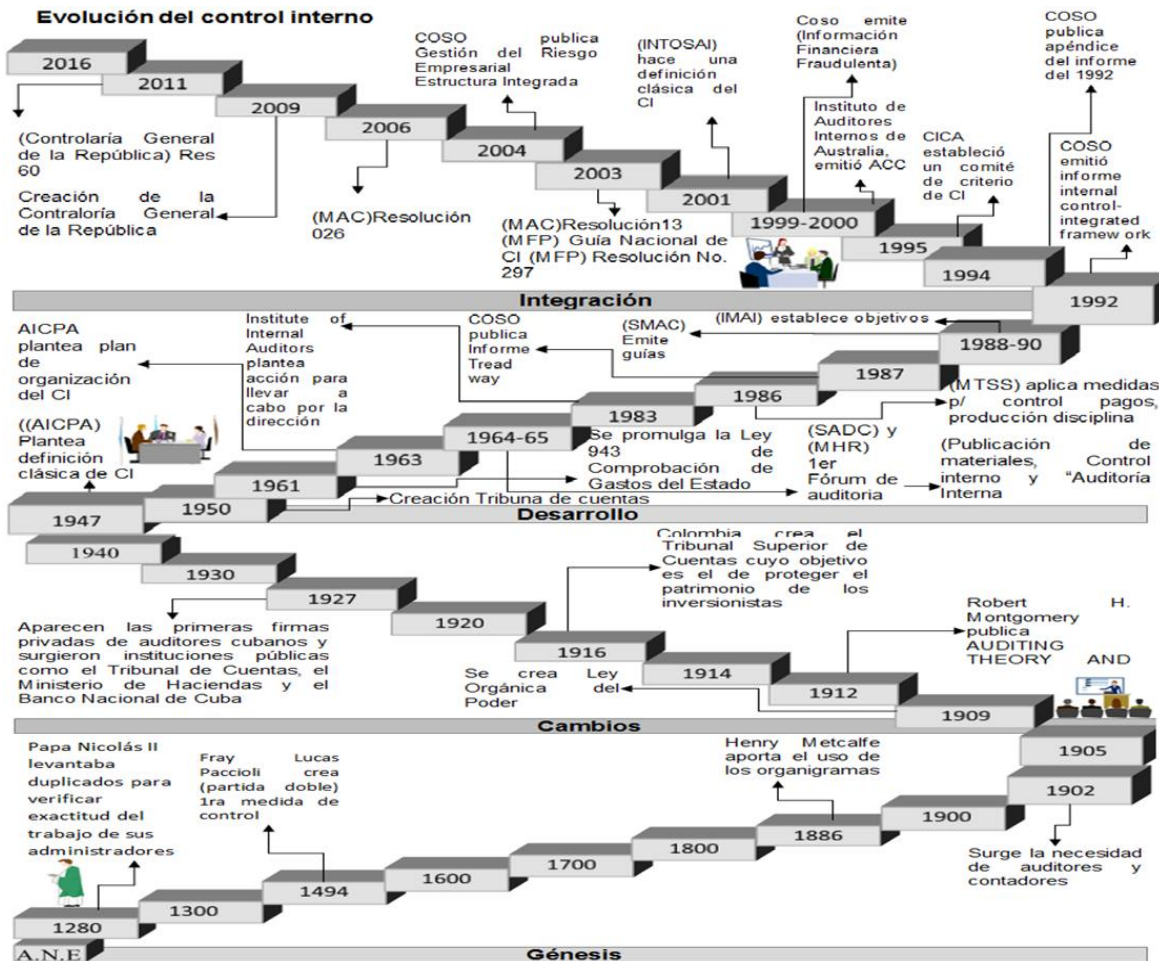 Evolución del control interno
2016
2011
2009
2006
2004
2003
2001
1999-2000
1995
1994
1992
(Controlaría General
de la República) Res
60
Creación de la
Contraloría General
de la República
(MAC)Resolución
026
COSO publica
Gestión del Riesgo
Empresarial
Estructura Integrada
(MAC)Resolución13
(MFP) Guía Nacional de
CI (MFP) Resolución No.
297
(INTOSAI)
hace una
definición
clásica del
CI
Coso emite
(Información
Financiera
Fraudulenta)
Instituto de
Auditores
Internos de
Australia,
emitió ACC
CICA
estableció
un comité
de criterio
de CI
COSO
publica
apéndice
del informe
del 1992
COSO
emitió
informe
internal
control-
integrated
framew ork
Integración
AICPA
plantea plan
de
organización
del CI
((AICPA)
Plantea
definición
clásica de CI
Institute of
Internal
Auditors
plantea
acción para
llevar a
cabo por la
dirección
COSO
publica
Informe
Tread
way
(SMAC)
Emite
guías
(IMAI) establece objetivos
1988-90
1987
1986
1983
1964-65
1963
1961
1950
1947
(MTSS) aplica medidas
p/ control pagos,
producción disciplina
Se promulga la Ley
943 de
Comprobación de
Gastos del Estado
(SADC) y
(MHR)
1er
Fórum de
auditoria
(Publicación de
materiales, Control
interno y “Auditoría
Interna
Creación Tribuna de cuentas
Desarrollo
1940
1930
1927
1920
1916
1914
1912
1909
1905
Aparecen las primeras firmas
privadas de auditores cubanos y
surgieron instituciones públicas
como el Tribunal de Cuentas, el
Ministerio de Haciendas y el
Banco Nacional de Cuba
Colombia crea el
Tribunal Superior de
Cuentas cuyo objetivo
es el de proteger el
patrimonio de los
inversionistas
Se crea Ley
Orgánica del
Poder
Robert H.
Montgomery
publica
AUDITING
THEORY AND
Cambios
Papa Nicolás II
levantaba
duplicados para
verificar
exactitud del
trabajo de sus
administradores
Fray Lucas
Paccioli crea
(partida doble)
1ra medida de
control
Henry Metcalfe
aporta el uso de
los organigramas
1902
1900
1886
1800
1700
1600
1494
1300
1280
A.N.E
Surge la necesidad
de auditores y
contadores
Génesis